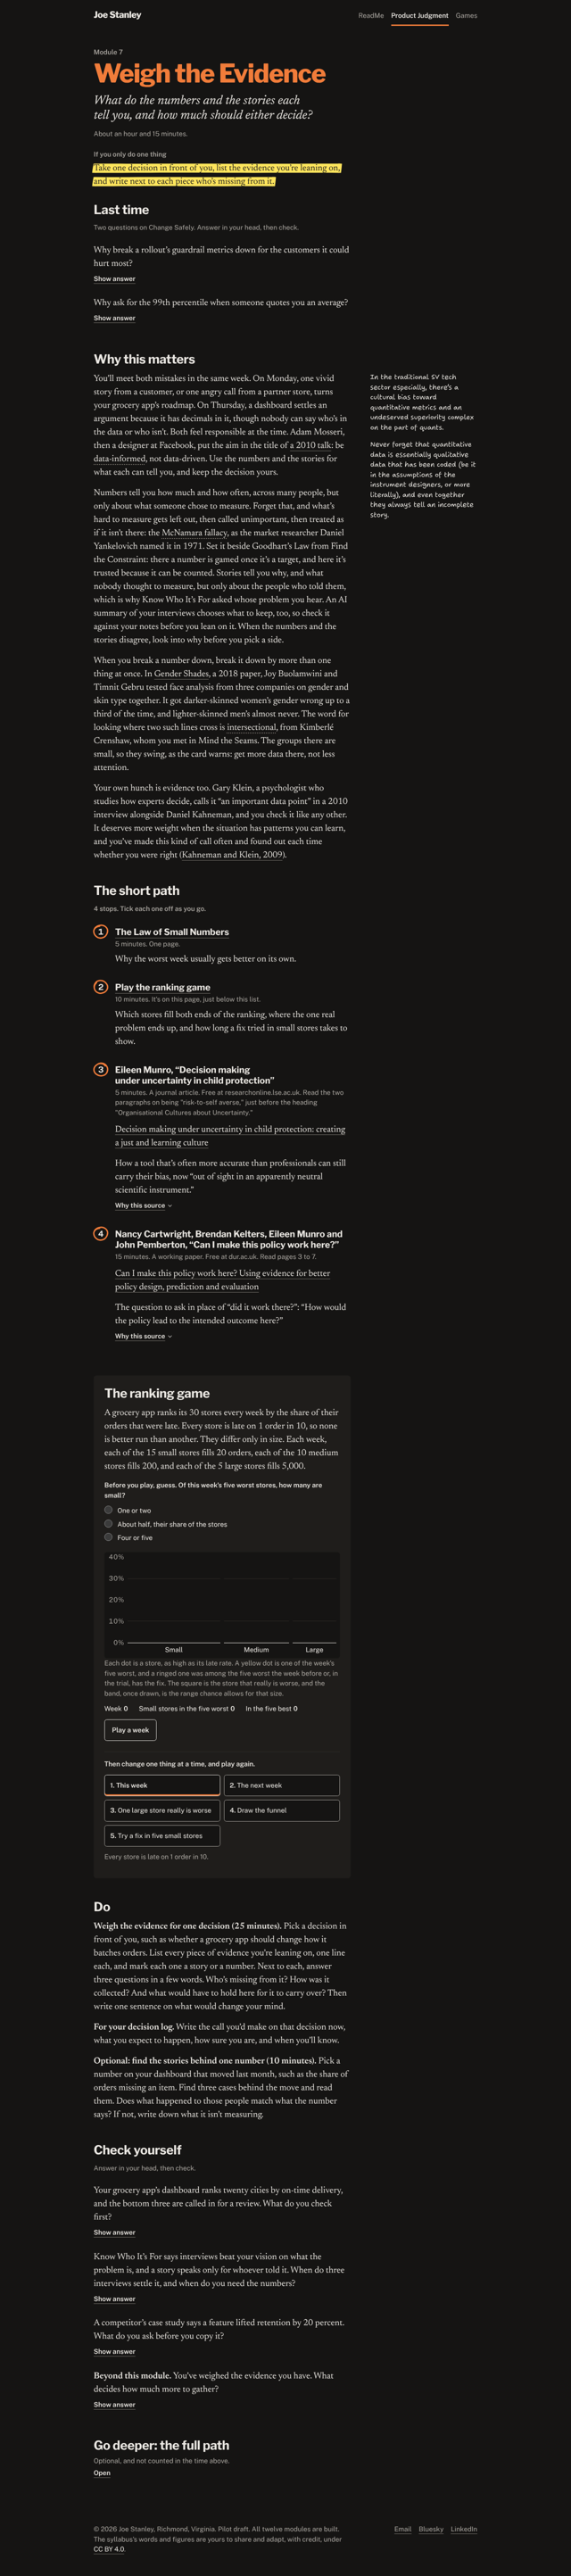 Joe Stanley
ReadMe Product Judgment Games
Module 7
Weigh the Evidence
What do the numbers and the stories each
tell you, and how much should either decide?
About an hour and 15 minutes.
If you only do one thing
Take one decision in front of you, list the evidence you're leaning on,
and write next to each piece who's missing from it.
Last time
Two questions on Change Safely. Answer in your head, then check.
Why break a rollout's guardrail metrics down for the customers it could
hurt most?
Show answer
Why ask for the 99th percentile when someone quotes you an average?
Show answer
Why this matters
You'll meet both mistakes in the same week. On Monday, one vivid
story from a customer, or one angry call from a partner store, turns
your grocery app's roadmap. On Thursday, a dashboard settles an
argument because it has decimals in it, though nobody can say who's in
the data or who isn't. Both feel responsible at the time. Adam Mosseri,
then a designer at Facebook, put the aim in the title of a 2010 talk: be
data-informed, not data-driven. Use the numbers and the stories for
what each can tell you, and keep the decision yours.
In the traditional SV tech
sector especially, there's a
cultural bias toward
quantitative metrics and an
undeserved superiority complex
on the part of quants.
Never forget that quantitative
data is essentially qualitative
data that has been coded (be it
in the assumptions of the
instrument designers, or more
literally), and even together
they always tell an incomplete
story.
Numbers tell you how much and how often, across many people, but
only about what someone chose to measure. Forget that, and what's
hard to measure gets left out, then called unimportant, then treated as
if it isn't there: the McNamara fallacy, as the market researcher Daniel
Yankelovich named it in 1971. Set it beside Goodhart's Law from Find
the Constraint: there a number is gamed once it's a target, and here it's
trusted because it can be counted. Stories tell you why, and what
nobody thought to measure, but only about the people who told them,
which is why Know Who It's For asked whose problem you hear. An AI
summary of your interviews chooses what to keep, too, so check it
against your notes before you lean on it. When the numbers and the
stories disagree, look into why before you pick a side.
When you break a number down, break it down by more than one
thing at once. In Gender Shades, a 2018 paper, Joy Buolamwini and
Timnit Gebru tested face analysis from three companies on gender and
skin type together. It got darker-skinned women's gender wrong up to a
third of the time, and lighter-skinned men's almost never. The word for
looking where two such lines cross is intersectional, from Kimberlé
Crenshaw, whom you met in Mind the Seams. The groups there are
small, so they swing, as the card warns: get more data there, not less
attention.
Your own hunch is evidence too. Gary Klein, a psychologist who
studies how experts decide, calls it "an important data point" in a 2010
interview alongside Daniel Kahneman, and you check it like any other.
It deserves more weight when the situation has patterns you can learn,
and you've made this kind of call often and found out each time
whether you were right (Kahneman and Klein, 2009).
The short path
4 stops. Tick each one off as you go.
1 The Law of Small Numbers
5 minutes. One page.
Why the worst week usually gets better on its own.
2 Play the ranking game
10 minutes. It's on this page, just below this list.
Which stores fill both ends of the ranking, where the one real
problem ends up, and how long a fix tried in small stores takes to
show.
3 Eileen Munro, "Decision making
under uncertainty in child protection"
5 minutes. A journal article. Free at researchonline.lse.ac.uk. Read the two
paragraphs on being "risk-to-self averse," just before the heading
"Organisational Cultures about Uncertainty."
Decision making under uncertainty in child protection: creating
a just and learning culture
How a tool that's often more accurate than professionals can still
carry their bias, now "out of sight in an apparently neutral
scientific instrument."
Why this source
4 Nancy Cartwright, Brendan Kelters, Eileen Munro and
John Pemberton, "Can I make this policy work here?"
15 minutes. A working paper. Free at dur.ac.uk. Read pages 3 to 7.
Can I make this policy work here? Using evidence for better
policy design, prediction and evaluation
The question to ask in place of "did it work there?": "How would
the policy lead to the intended outcome here?"
Why this source
The ranking game
A grocery app ranks its 30 stores every week by the share of their
orders that were late. Every store is late on 1 order in 10, so none
is better run than another. They differ only in size. Each week,
each of the 15 small stores fills 20 orders, each of the 10 medium
stores fills 200, and each of the 5 large stores fills 5,000.
Before you play, guess. Of this week's five worst stores, how many are
small?
One or two
About half, their share of the stores
Four or five
40%
30%
20%
10%
0%
Small Medium Large
Each dot is a store, as high as its late rate. A yellow dot is one of the week's
five worst, and a ringed one was among the five worst the week before or, in
the trial, has the fix. The square is the store that really is worse, and the
band, once drawn, is the range chance allows for that size.
Week 0 Small stores in the five worst 0 In the five best 0
Play a week
Then change one thing at a time, and play again.
1. This week
2. The next week
3. One large store really is worse
4. Draw the funnel
5. Try a fix in five small stores
Every store is late on 1 order in 10.
Do
Weigh the evidence for one decision (25 minutes). Pick a decision in
front of you, such as whether a grocery app should change how it
batches orders. List every piece of evidence you're leaning on, one line
each, and mark each one a story or a number. Next to each, answer
three questions in a few words. Who's missing from it? How was it
collected? And what would have to hold here for it to carry over? Then
write one sentence on what would change your mind.
For your decision log. Write the call you'd make on that decision now,
what you expect to happen, how sure you are, and when you'll know.
Optional: find the stories behind one number (10 minutes). Pick a
number on your dashboard that moved last month, such as the share of
orders missing an item. Find three cases behind the move and read
them. Does what happened to those people match what the number
says? If not, write down what it isn't measuring.
Check yourself
Answer in your head, then check.
Your grocery app's dashboard ranks twenty cities by on-time delivery,
and the bottom three are called in for a review. What do you check
first?
Show answer
Know Who It's For says interviews beat your vision on what the
problem is, and a story speaks only for whoever told it. When do three
interviews settle it, and when do you need the numbers?
Show answer
A competitor's case study says a feature lifted retention by 20 percent.
What do you ask before you copy it?
Show answer
Beyond this module. You've weighed the evidence you have. What
decides how much more to gather?
Show answer
Go deeper: the full path
Optional, and not counted in the time above.
Open
© 2026 Joe Stanley, Richmond, Virginia. Pilot draft. All twelve modules are built.
The syllabus's words and figures are yours to share and adapt, with credit, under
CC BY 4.0.
Email Bluesky LinkedIn